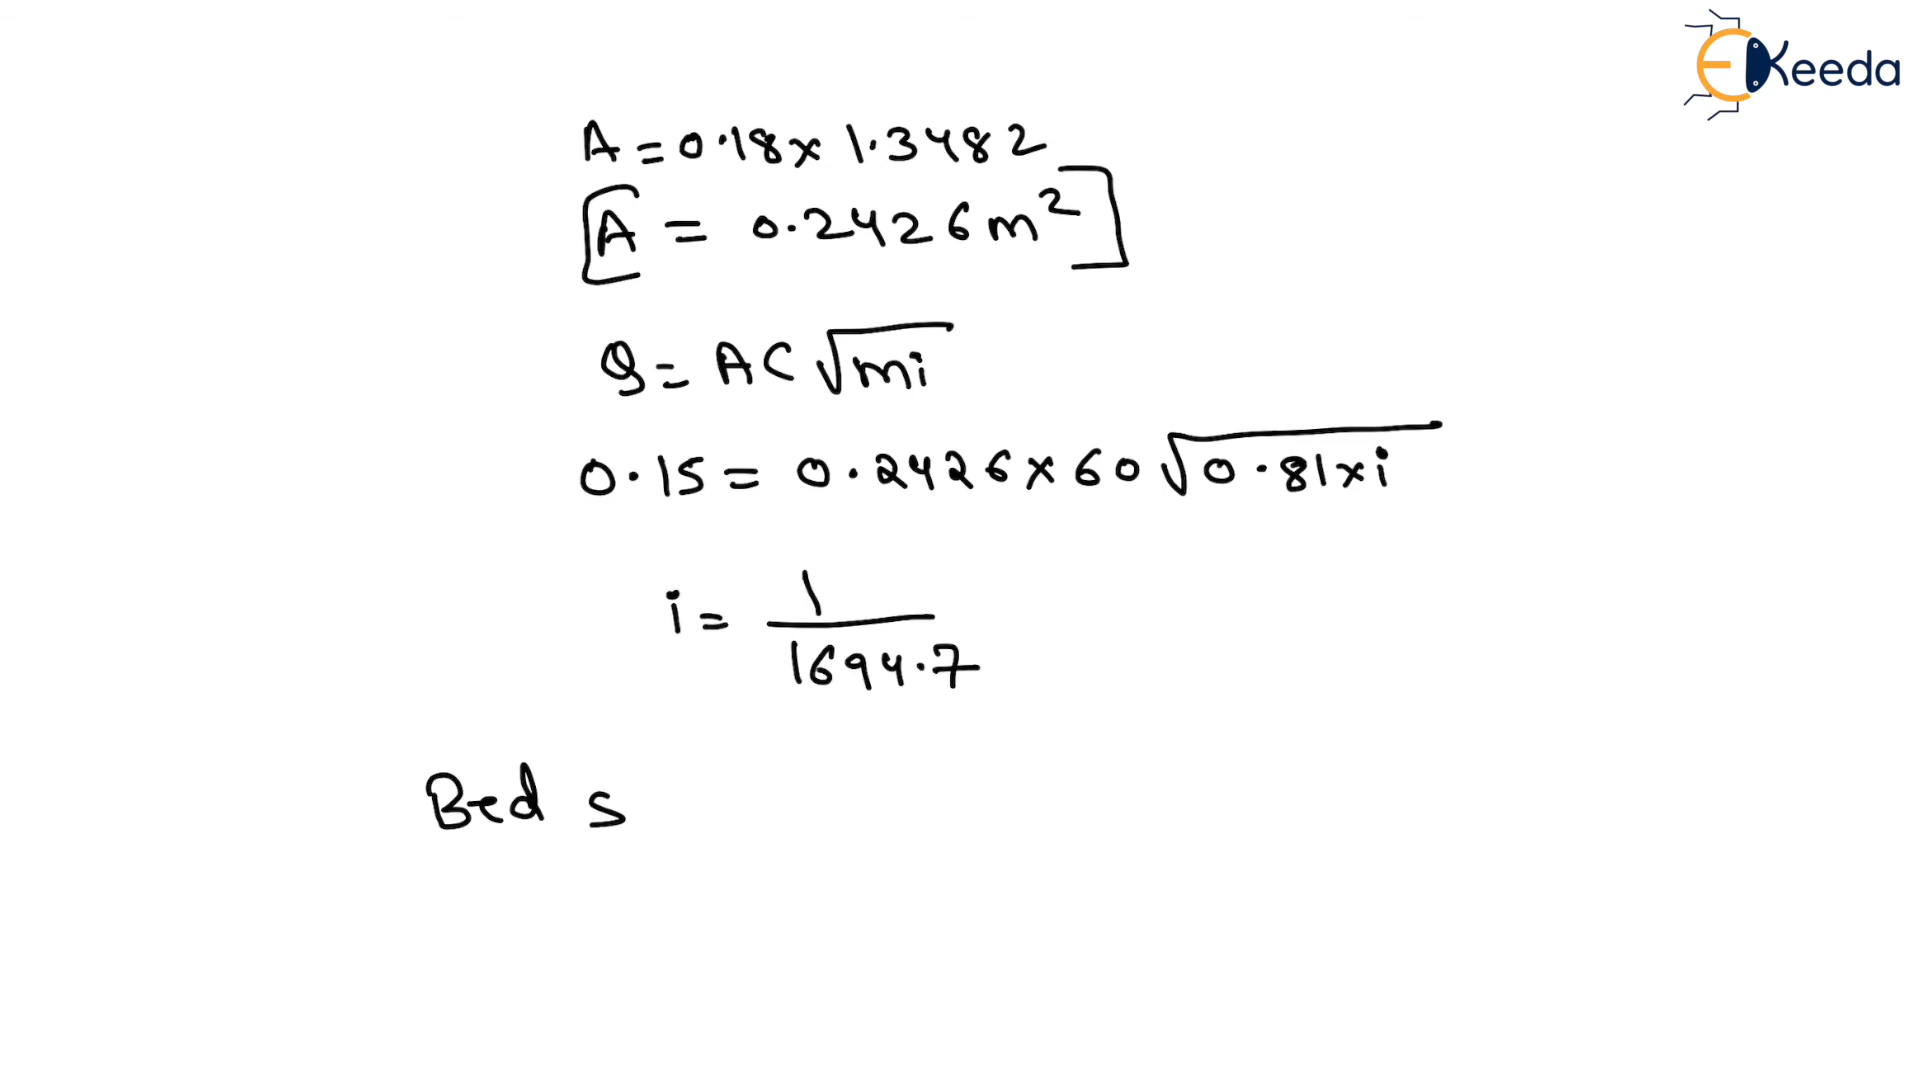 EKeeda
A = 0.18 x 1.3482
[A = 0.2426 m²]
Q = AC √mi
0.15 = 0.2426 x 60 √0.81 x i
i = 1/1694.7
Bed s